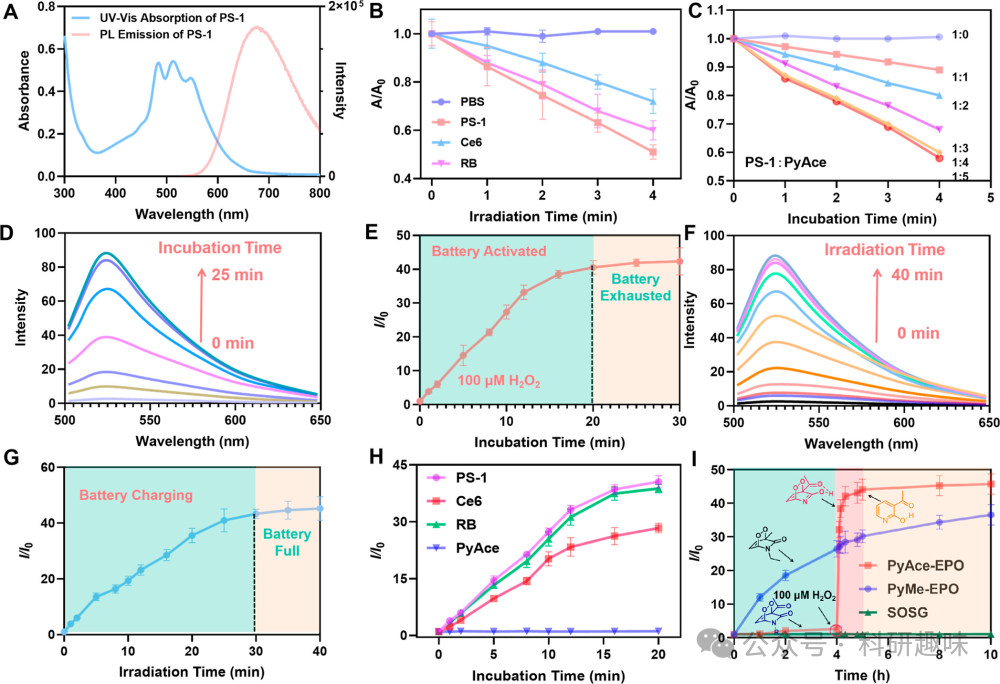 A
UV-Vis Absorption of PS-1
PL Emission of PS-1
2×10⁵
0.8
0.6
0.4
0.2
0.0
0
Absorbance
Intensity
300 400 500 600 700 800
Wavelength (nm)
B
1.0
0.8
0.6
0.4
A/A₀
PBS
PS-1
Ce6
RB
0 1 2 3 4
Irradiation Time (min)
C
1.0
0.9
0.8
0.7
0.6
0.5
A/A₀
1:0
1:1
1:2
1:3
1:4
1:5
PS-1 : PyAce
0 1 2 3 4 5
Incubation Time (min)
D
100
80
60
40
20
0
Intensity
Incubation Time
25 min
0 min
500 550 600 650
Wavelength (nm)
E
50
40
30
20
10
0
I/I₀
Battery Activated
Battery
Exhausted
100 μM H₂O₂
0 10 20 30
Incubation Time (min)
F
100
80
60
40
20
0
Intensity
Irradiation Time
40 min
0 min
500 550 600 650
Wavelength (nm)
G
60
40
20
0
I/I₀
Battery Charging
Battery
Full
0 10 20 30 40
Irradiation Time (min)
H
45
30
15
0
I/I₀
PS-1
Ce6
RB
PyAce
0 5 10 15 20
Incubation Time (min)
I
50
40
30
20
10
0
I/I₀
PyAce-EPO
PyMe-EPO
SOSG
100 μM H₂O₂
0 2 4 6 8 10
Time (h)
公众号 · 科研趣味